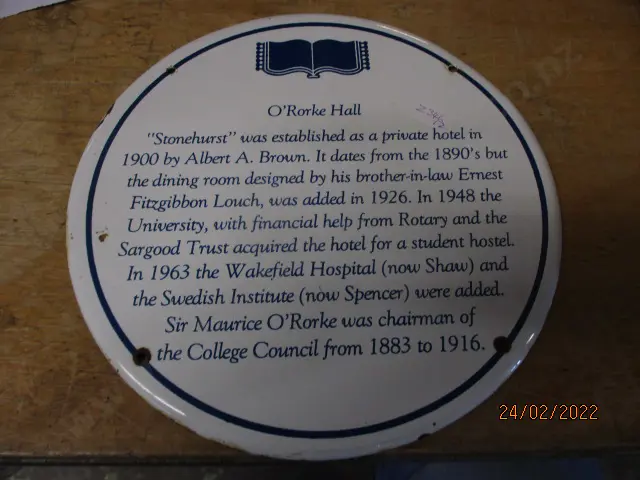 O'Rorke Hall
"Stonehurst" was established as a private hotel in
1900 by Albert A. Brown. It dates from the 1890's but
the dining room designed by his brother-in-law Ernest
Fitzgibbon Louch, was added in 1926. In 1948 the
University, with financial help from Rotary and the
Sargood Trust acquired the hotel for a student hostel.
In 1963 the Wakefield Hospital (now Shaw) and
the Swedish Institute (now Spencer) were added.
Sir Maurice O'Rorke was chairman of
the College Council from 1883 to 1916.
24/02/2022